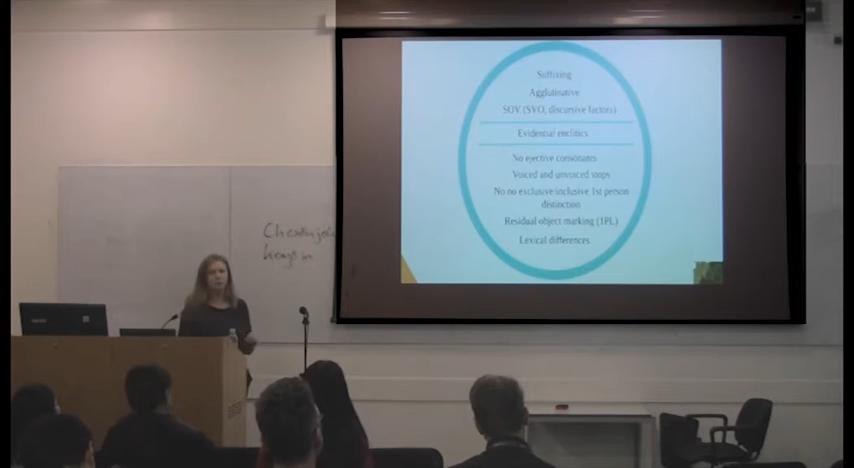 Suffixing
Agglutinative
SOV (SVO, discursive factors)
Evidential enclitics
No ejective consonants
Voiced and unvoiced stops
No no exclusive/inclusive 1st person
distinction
Residual object marking (1PL)
Lexical differences